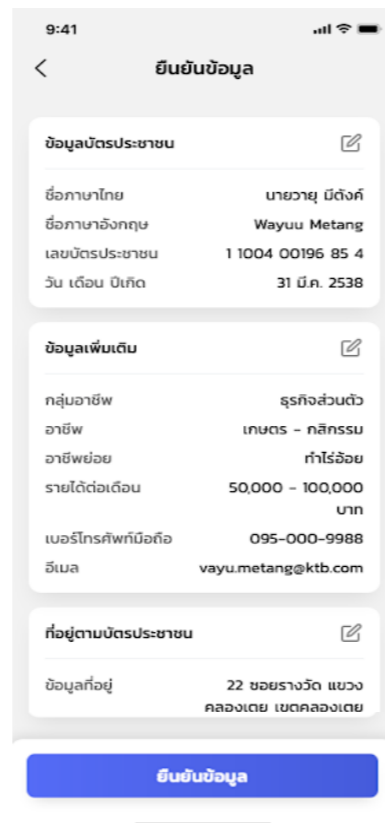 9:41
ยืนยันข้อมูล
ข้อมูลบัตรประชาชน
ชื่อภาษาไทย นายวายุ มีตังค์
ชื่อภาษาอังกฤษ Wayuu Metang
เลขบัตรประชาชน 1 1004 00196 85 4
วัน เดือน ปีเกิด 31 มี.ค. 2538
ข้อมูลเพิ่มเติม
กลุ่มอาชีพ ธุรกิจส่วนตัว
อาชีพ เกษตร - กสิกรรม
อาชีพย่อย ทำไร่อ้อย
รายได้ต่อเดือน 50,000 - 100,000
บาท
เบอร์โทรศัพท์มือถือ 095-000-9988
อีเมล vayu.metang@ktb.com
ที่อยู่ตามบัตรประชาชน
ข้อมูลที่อยู่ 22 ซอยรางวัด แขวง
คลองเตย เขตคลองเตย
ยืนยันข้อมูล